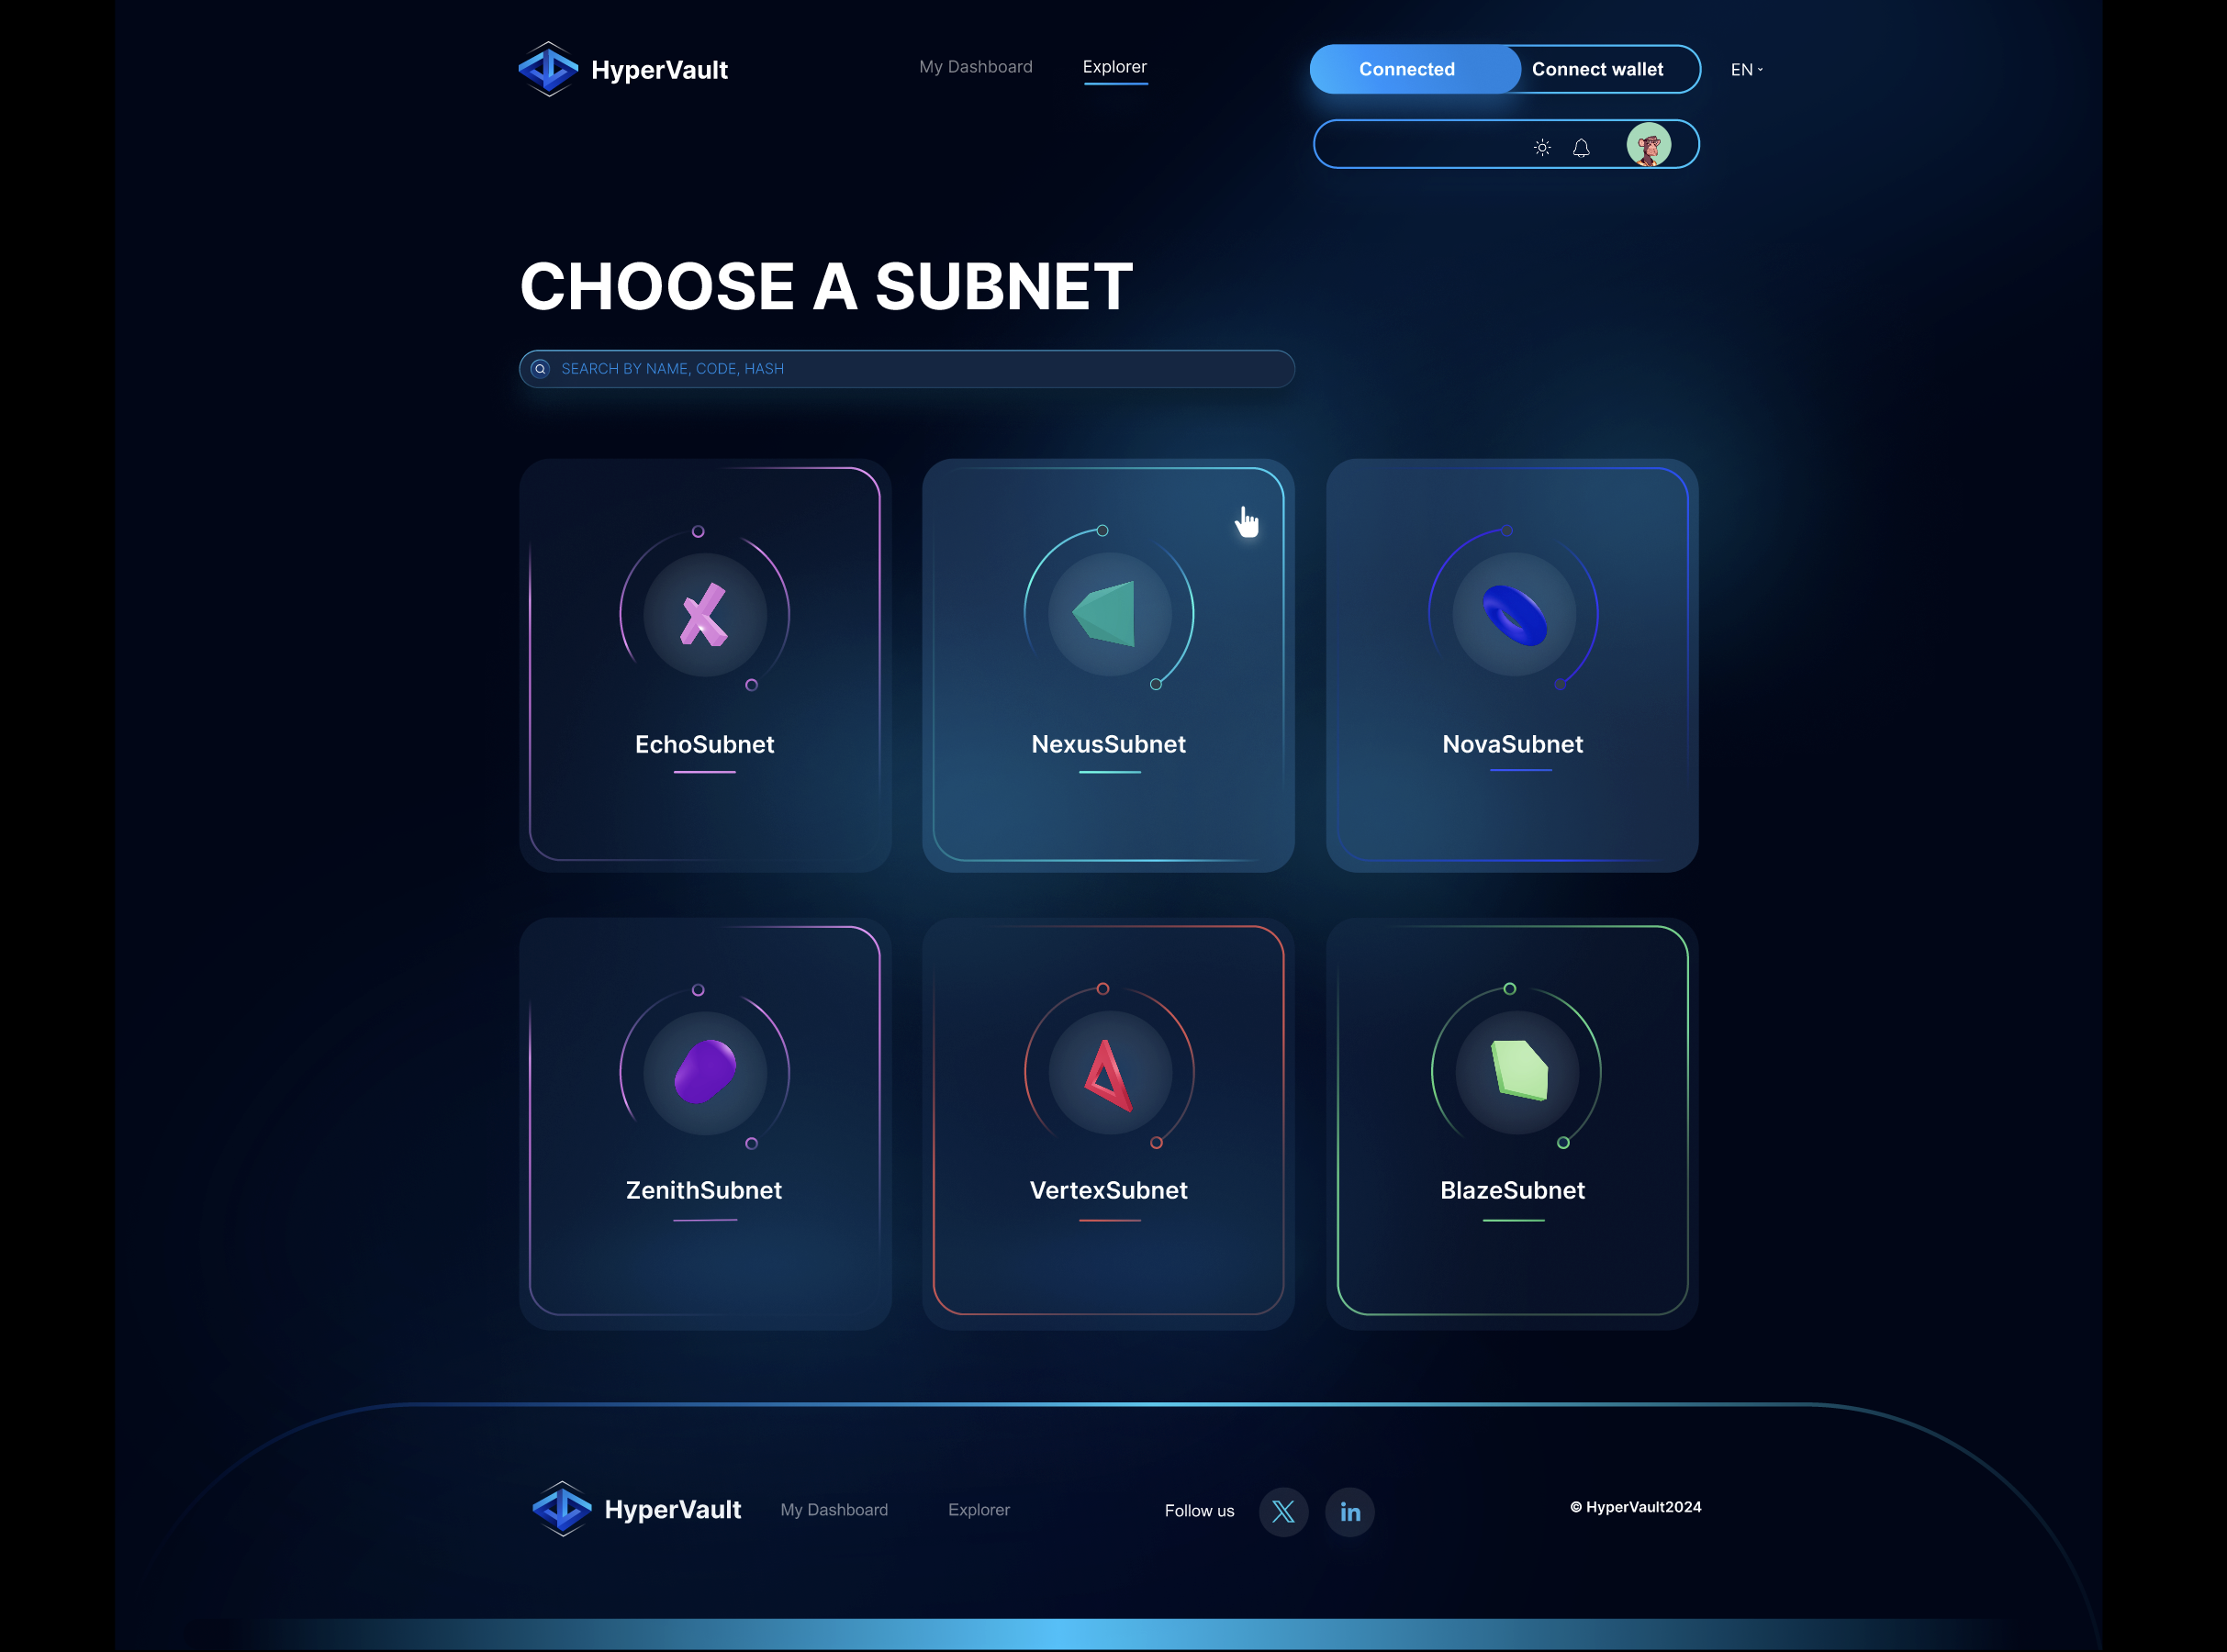 HyperVault
My Dashboard
Explorer
Connected
Connect wallet
EN
CHOOSE A SUBNET
SEARCH BY NAME, CODE, HASH
EchoSubnet
NexusSubnet
NovaSubnet
ZenithSubnet
VertexSubnet
BlazeSubnet
HyperVault
My Dashboard
Explorer
Follow us
X
in
© HyperVault2024